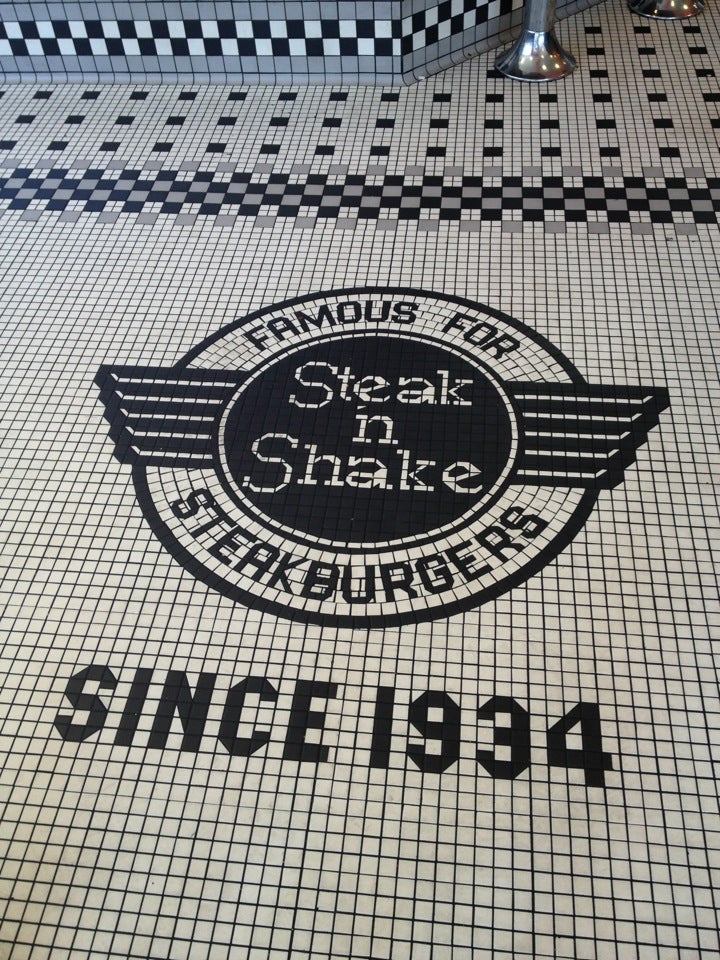 FAMOUS FOR
Steak
'n
Shake
STEAKBURGERS
SINCE 1934